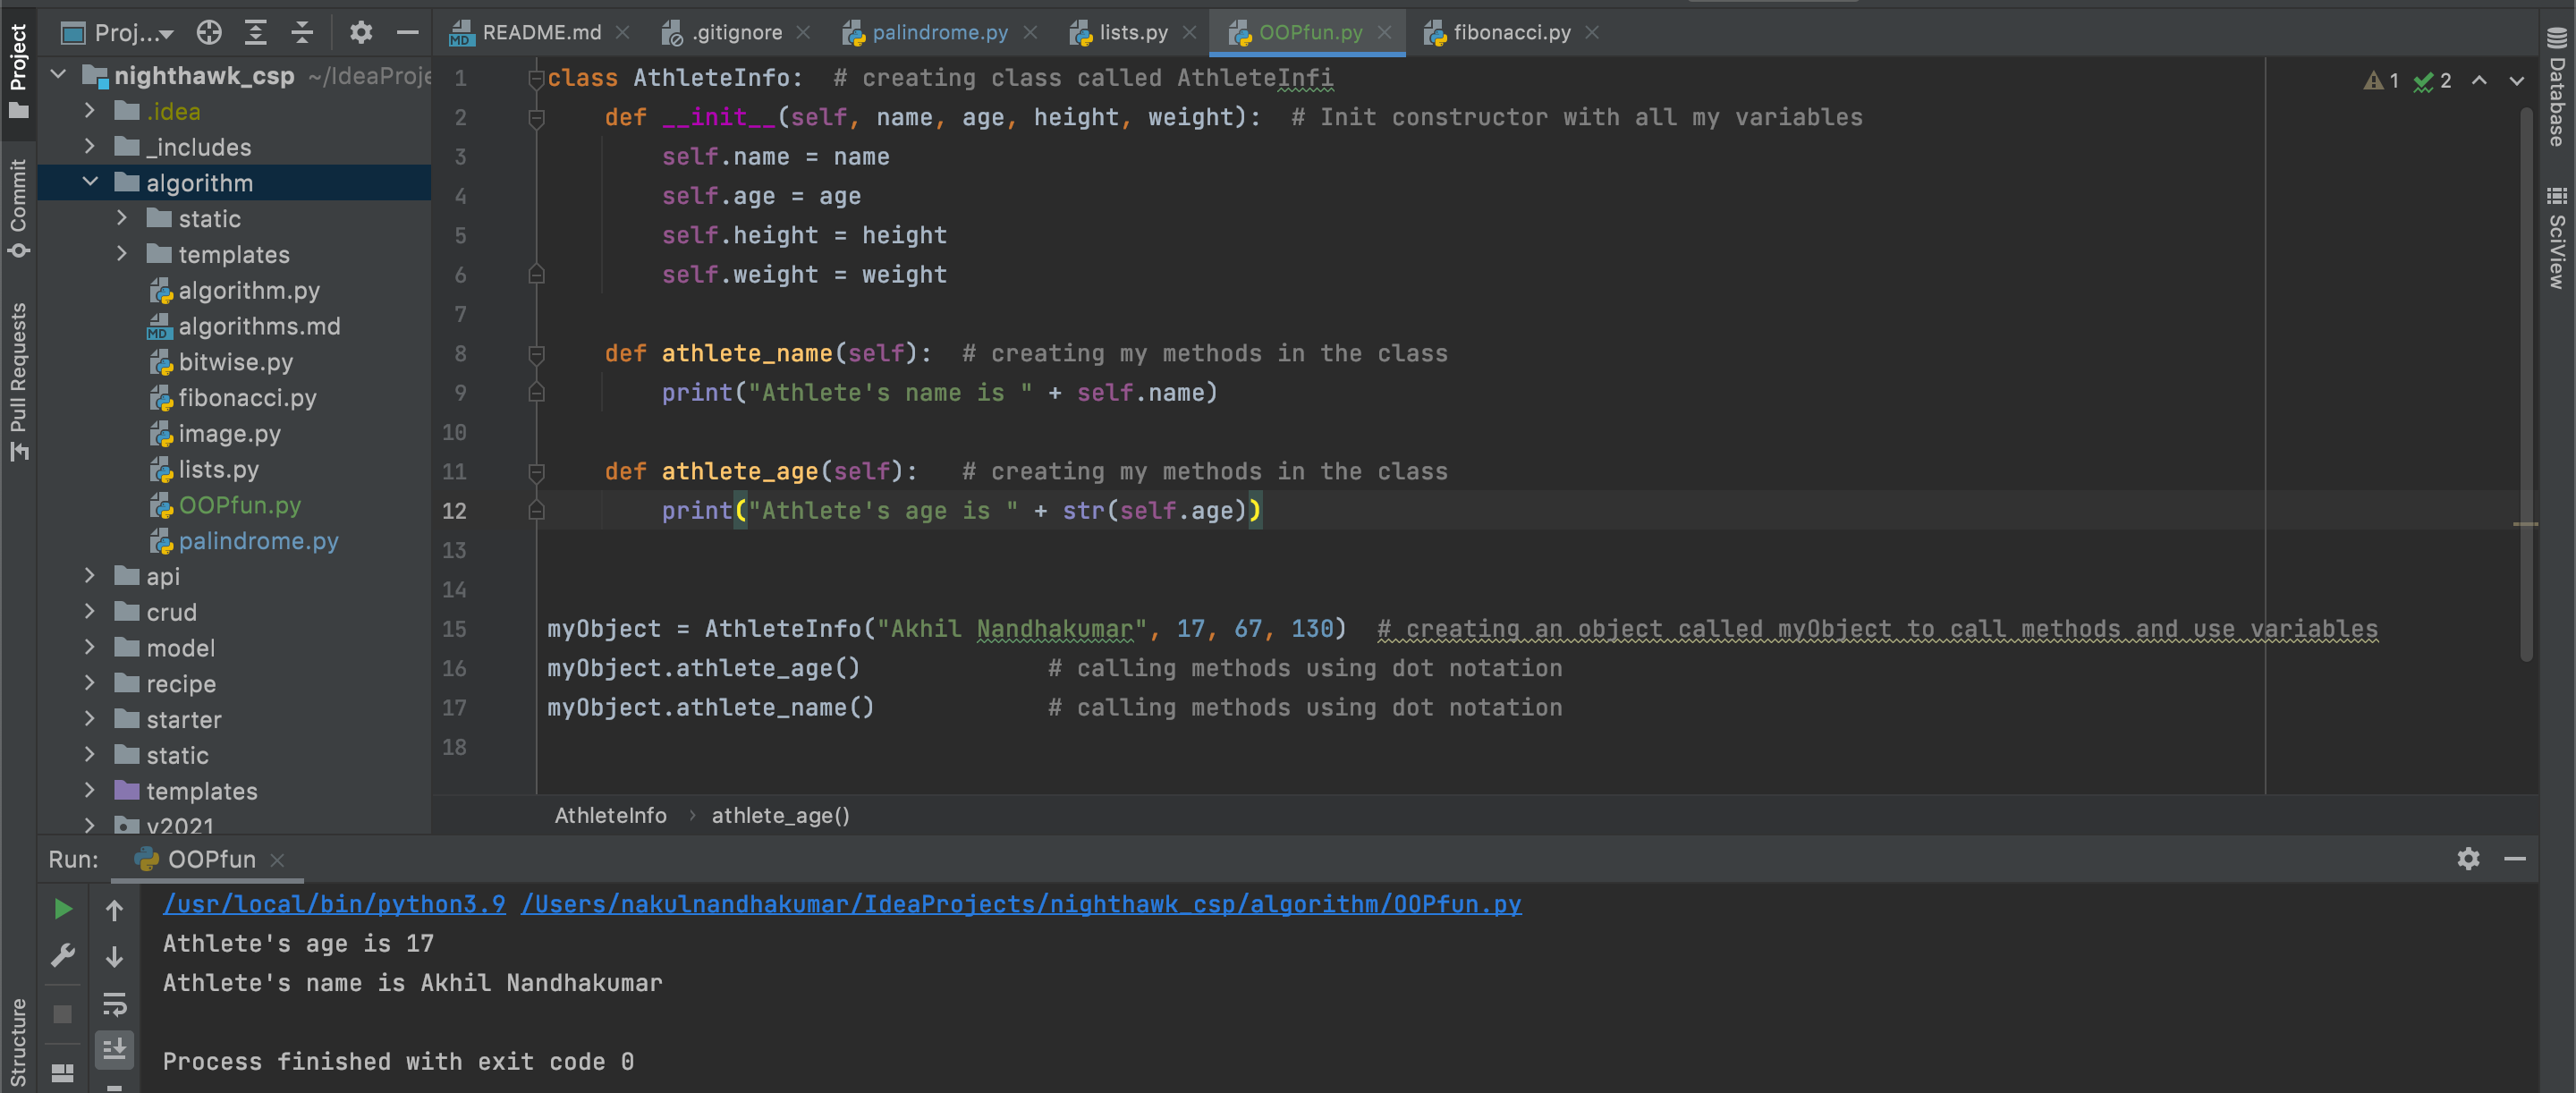 Proj...
README.md
.gitignore
palindrome.py
lists.py
OOPfun.py
fibonacci.py
Project
Commit
Pull Requests
Structure
nighthawk_csp ~/IdeaProje
.idea
_includes
algorithm
static
templates
algorithm.py
algorithms.md
bitwise.py
fibonacci.py
image.py
lists.py
OOPfun.py
palindrome.py
api
crud
model
recipe
starter
static
templates
v2021
1 class AthleteInfo:  # creating class called AthleteInfi
2     def __init__(self, name, age, height, weight):  # Init constructor with all my variables
3         self.name = name
4         self.age = age
5         self.height = height
6         self.weight = weight
7
8     def athlete_name(self):  # creating my methods in the class
9         print("Athlete's name is " + self.name)
10
11     def athlete_age(self):   # creating my methods in the class
12         print("Athlete's age is " + str(self.age))
13
14
15 myObject = AthleteInfo("Akhil Nandhakumar", 17, 67, 130)  # creating an object called myObject to call methods and use variables
16 myObject.athlete_age()             # calling methods using dot notation
17 myObject.athlete_name()            # calling methods using dot notation
18
1 2
Database
SciView
AthleteInfo > athlete_age()
Run: OOPfun
/usr/local/bin/python3.9 /Users/nakulnandhakumar/IdeaProjects/nighthawk_csp/algorithm/OOPfun.py
Athlete's age is 17
Athlete's name is Akhil Nandhakumar
Process finished with exit code 0